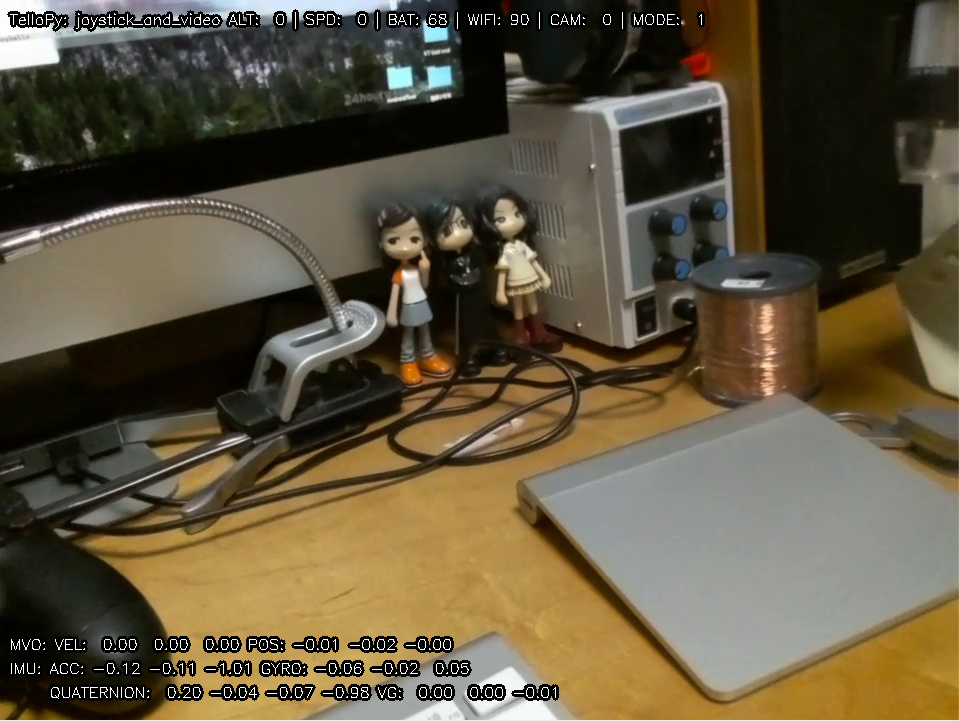 TelloPy: joystick_and_video ALT:  0 | SPD:  0 | BAT: 68 | WIFI: 90 | CAM:  0 | MODE:  1
24hour
V
A
MVO: VEL:  0.00  0.00  0.00 POS: -0.01 -0.02 -0.00
IMU: ACC: -0.12 -0.11 -1.01 GYRO: -0.06 -0.02  0.05
QUATERNION:  0.20 -0.04 -0.07 -0.98 VG:  0.00  0.00 -0.01